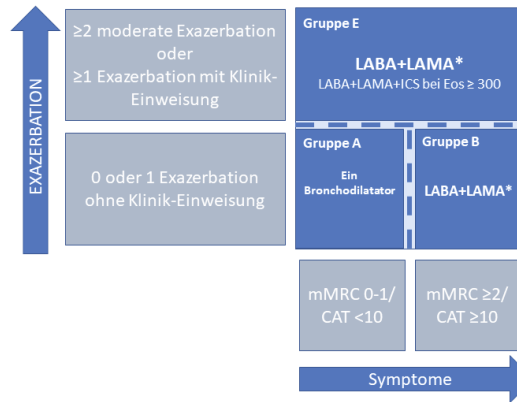 EXAZERBATION
≥2 moderate Exazerbation
oder
≥1 Exazerbation mit Klinik-
Einweisung
Gruppe E
LABA+LAMA*
LABA+LAMA+ICS bei Eos ≥ 300
0 oder 1 Exazerbation
ohne Klinik-Einweisung
Gruppe A
Ein
Bronchodilatator
Gruppe B
LABA+LAMA*
mMRC 0-1/
CAT <10
mMRC ≥2/
CAT ≥10
Symptome